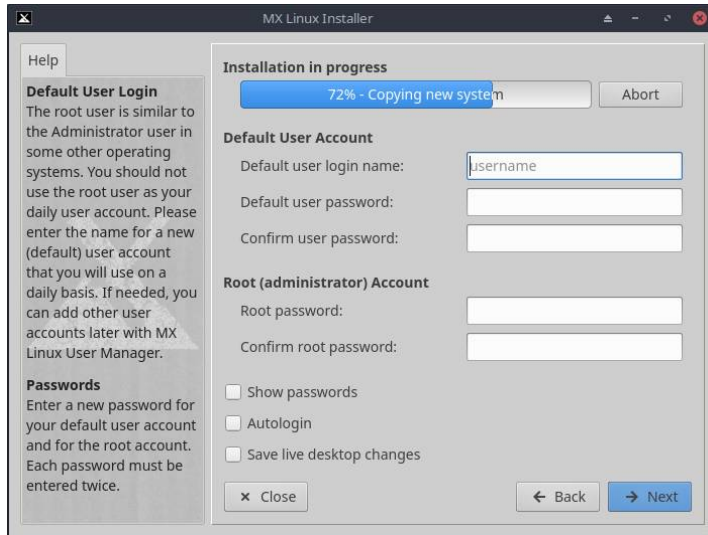 MX Linux Installer
Help
Default User Login
The root user is similar to
the Administrator user in
some other operating
systems. You should not
use the root user as your
daily user account. Please
enter the name for a new
(default) user account
that you will use on a
daily basis. If needed, you
can add other user
accounts later with MX
Linux User Manager.
Passwords
Enter a new password for
your default user account
and for the root account.
Each password must be
entered twice.
Installation in progress
72% - Copying new system
Abort
Default User Account
Default user login name:
username
Default user password:
Confirm user password:
Root (administrator) Account
Root password:
Confirm root password:
Show passwords
Autologin
Save live desktop changes
Close
Back
Next